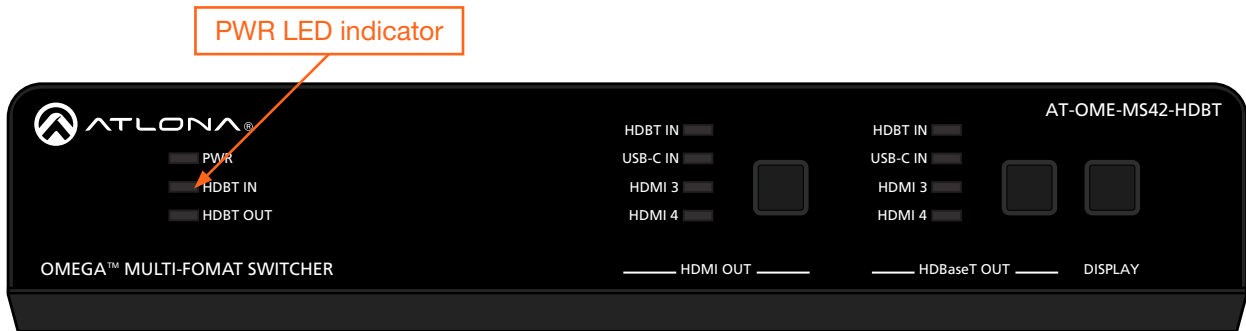 PWR LED indicator
ATLONA®
AT-OME-MS42-HDBT
PWR
HDBT IN
HDBT OUT
HDBT IN
USB-C IN
HDMI 3
HDMI 4
HDBT IN
USB-C IN
HDMI 3
HDMI 4
OMEGA™ MULTI-FOMAT SWITCHER
HDMI OUT
HDBaseT OUT
DISPLAY